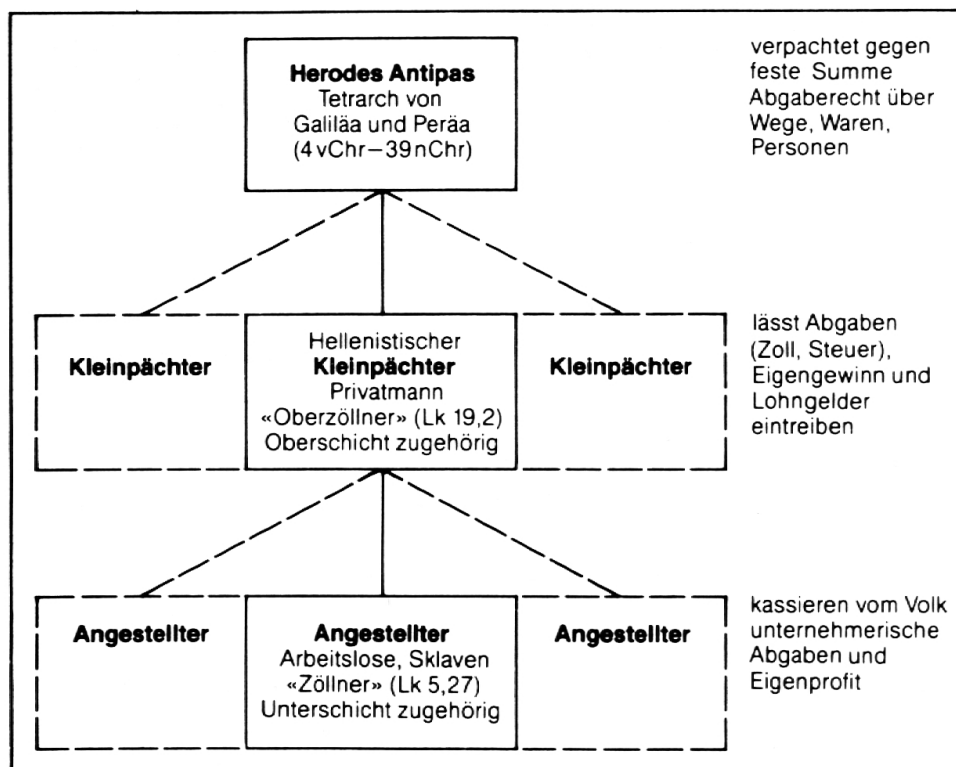 Herodes Antipas
Tetrarch von
Galiläa und Peräa
(4 vChr–39 nChr)
verpachtet gegen
feste Summe
Abgaberecht über
Wege, Waren,
Personen
Kleinpächter
Hellenistischer
Kleinpächter
Privatmann
«Oberzöllner» (Lk 19,2)
Oberschicht zugehörig
Kleinpächter
lässt Abgaben
(Zoll, Steuer),
Eigengewinn und
Lohngelder
eintreiben
Angestellter
Angestellter
Arbeitslose, Sklaven
«Zöllner» (Lk 5,27)
Unterschicht zugehörig
Angestellter
kassieren vom Volk
unternehmerische
Abgaben und
Eigenprofit